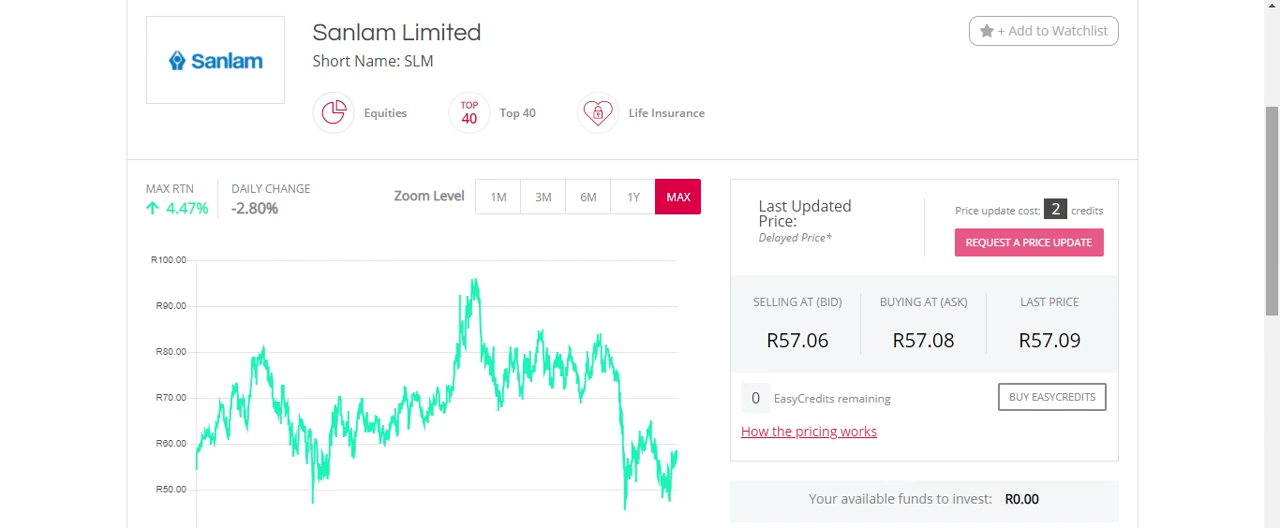 Sanlam
Sanlam Limited
Short Name: SLM
+ Add to Watchlist
Equities
TOP
40
Top 40
Life Insurance
MAX RTN
4.47%
DAILY CHANGE
-2.80%
Zoom Level
1M
3M
6M
1Y
MAX
R100.00
R90.00
R80.00
R70.00
R60.00
R50.00
Last Updated
Price:
Delayed Price*
Price update cost: 2 credits
REQUEST A PRICE UPDATE
SELLING AT (BID)
R57.06
BUYING AT (ASK)
R57.08
LAST PRICE
R57.09
0 EasyCredits remaining
BUY EASYCREDITS
How the pricing works
Your available funds to invest: R0.00